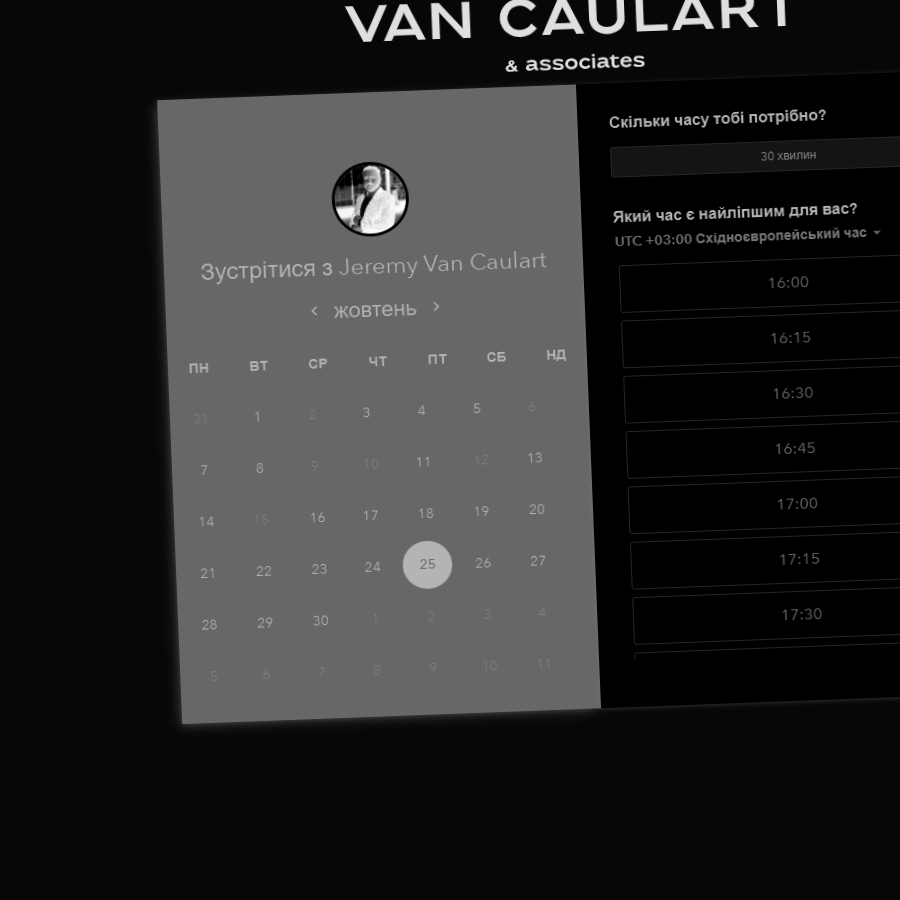 VAN CAULART
& associates
Зустрітися з Jeremy Van Caulart
жовтень
ПН ВТ СР ЧТ ПТ СБ НД
31 1 2 3 4 5 6
7 8 9 10 11 12 13
14 15 16 17 18 19 20
21 22 23 24 25 26 27
28 29 30 1 2 3 4
5 6 7 8 9 10 11
Скільки часу тобі потрібно?
30 хвилин
Який час є найліпшим для вас?
UTC +03:00 Східноєвропейський час
16:00
16:15
16:30
16:45
17:00
17:15
17:30